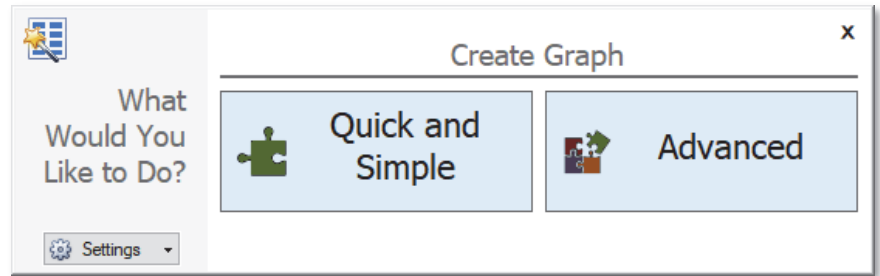 What
Would You
Like to Do?
Settings
Create Graph
x
Quick and
Simple
Advanced